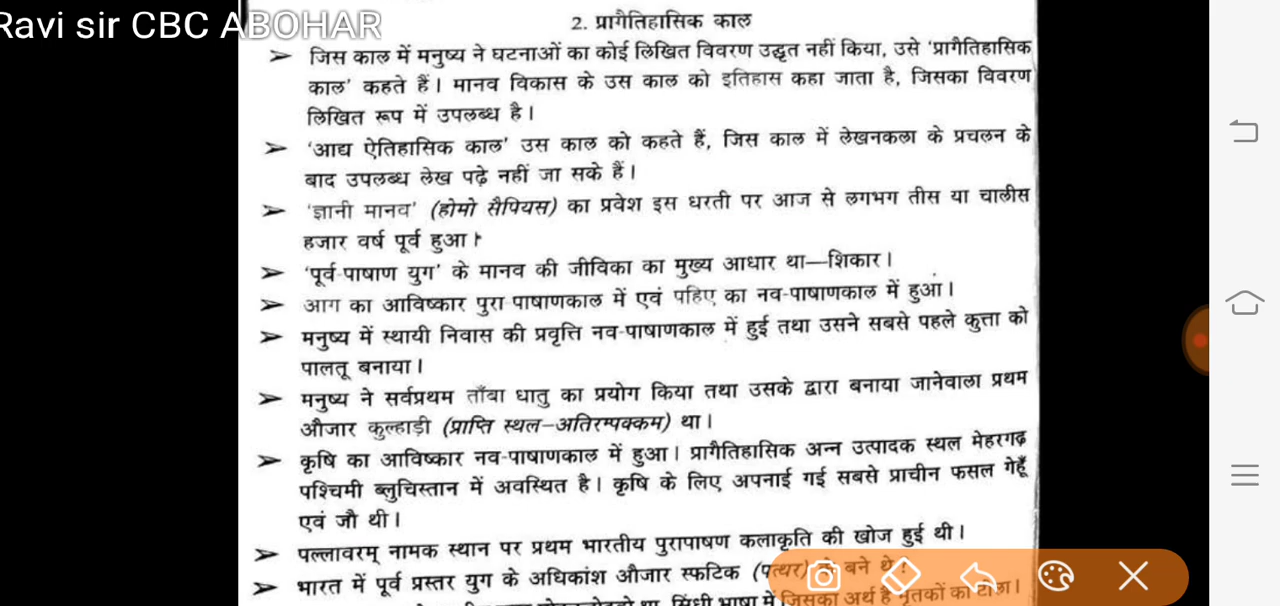 Ravi sir CBC ABOHAR
2. प्रागैतिहासिक काल
➢ जिस काल में मनुष्य ने घटनाओं का कोई लिखित विवरण उद्धृत नहीं किया, उसे 'प्रागैतिहासिक
काल' कहते हैं। मानव विकास के उस काल को इतिहास कहा जाता है, जिसका विवरण
लिखित रूप में उपलब्ध है।
➢ 'आद्य ऐतिहासिक काल' उस काल को कहते हैं, जिस काल में लेखनकला के प्रचलन के
बाद उपलब्ध लेख पढ़े नहीं जा सके हैं।
➢ 'ज्ञानी मानव' (होमो सैपियस) का प्रवेश इस धरती पर आज से लगभग तीस या चालीस
हजार वर्ष पूर्व हुआ।
➢ 'पूर्व-पाषाण युग' के मानव की जीविका का मुख्य आधार था—शिकार।
➢ आग का आविष्कार पुरा-पाषाणकाल में एवं पहिए का नव-पाषाणकाल में हुआ।
➢ मनुष्य में स्थायी निवास की प्रवृत्ति नव-पाषाणकाल में हुई तथा उसने सबसे पहले कुत्ता को
पालतू बनाया।
➢ मनुष्य ने सर्वप्रथम ताँबा धातु का प्रयोग किया तथा उसके द्वारा बनाया जानेवाला प्रथम
औजार कुल्हाड़ी (प्राप्ति स्थल—अतिरम्पक्कम) था।
➢ कृषि का आविष्कार नव-पाषाणकाल में हुआ। प्रागैतिहासिक अन्न उत्पादक स्थल मेहरगढ़
पश्चिमी ब्लुचिस्तान में अवस्थित है। कृषि के लिए अपनाई गई सबसे प्राचीन फसल गेहूँ
एवं जौ थी।
➢ पल्लावरम् नामक स्थान पर प्रथम भारतीय पुरापाषण कलाकृति की खोज हुई थी।
➢ भारत में पूर्व प्रस्तर युग के अधिकांश औजार स्फटिक (पत्थर) के बने थे।
सिंधी भाषा में जिसका अर्थ है